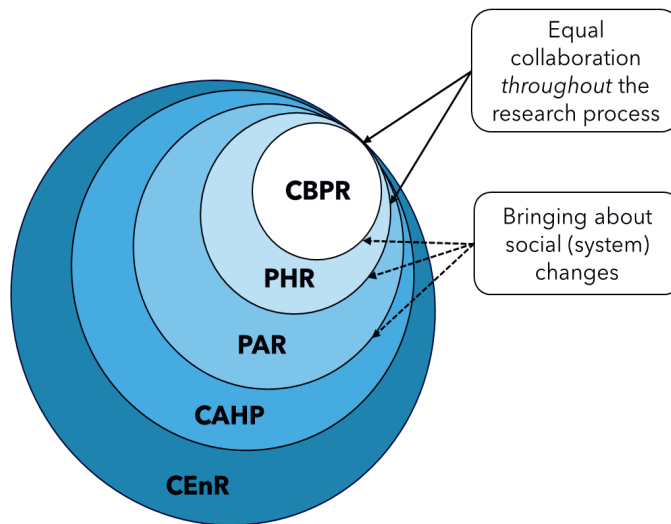 Equal
collaboration
throughout the
research process
CBPR
Bringing about
social (system)
changes
PHR
PAR
CAHP
CEnR